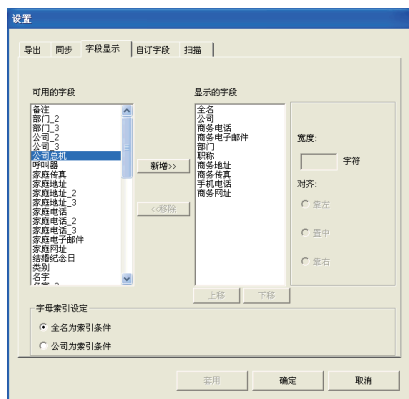 设置
导出 同步 字段显示 自订字段 扫描
可用的字段 显示的字段
备注
部门_2
部门_3
公司_2
公司_3
公司总机
呼叫器
家庭传真
家庭地址
家庭地址_2
家庭地址_3
家庭电话
家庭电话_2
家庭电话_3
家庭电子邮件
家庭网址
结婚纪念日
类别
名字
新增>>
<<移除
全名
公司
商务电话
商务电子邮件
部门
职称
商务地址
商务传真
手机电话
商务网址
上移 下移
宽度:
字符
对齐:
靠左
置中
靠右
字母索引设定
全名为索引条件
公司为索引条件
套用 确定 取消